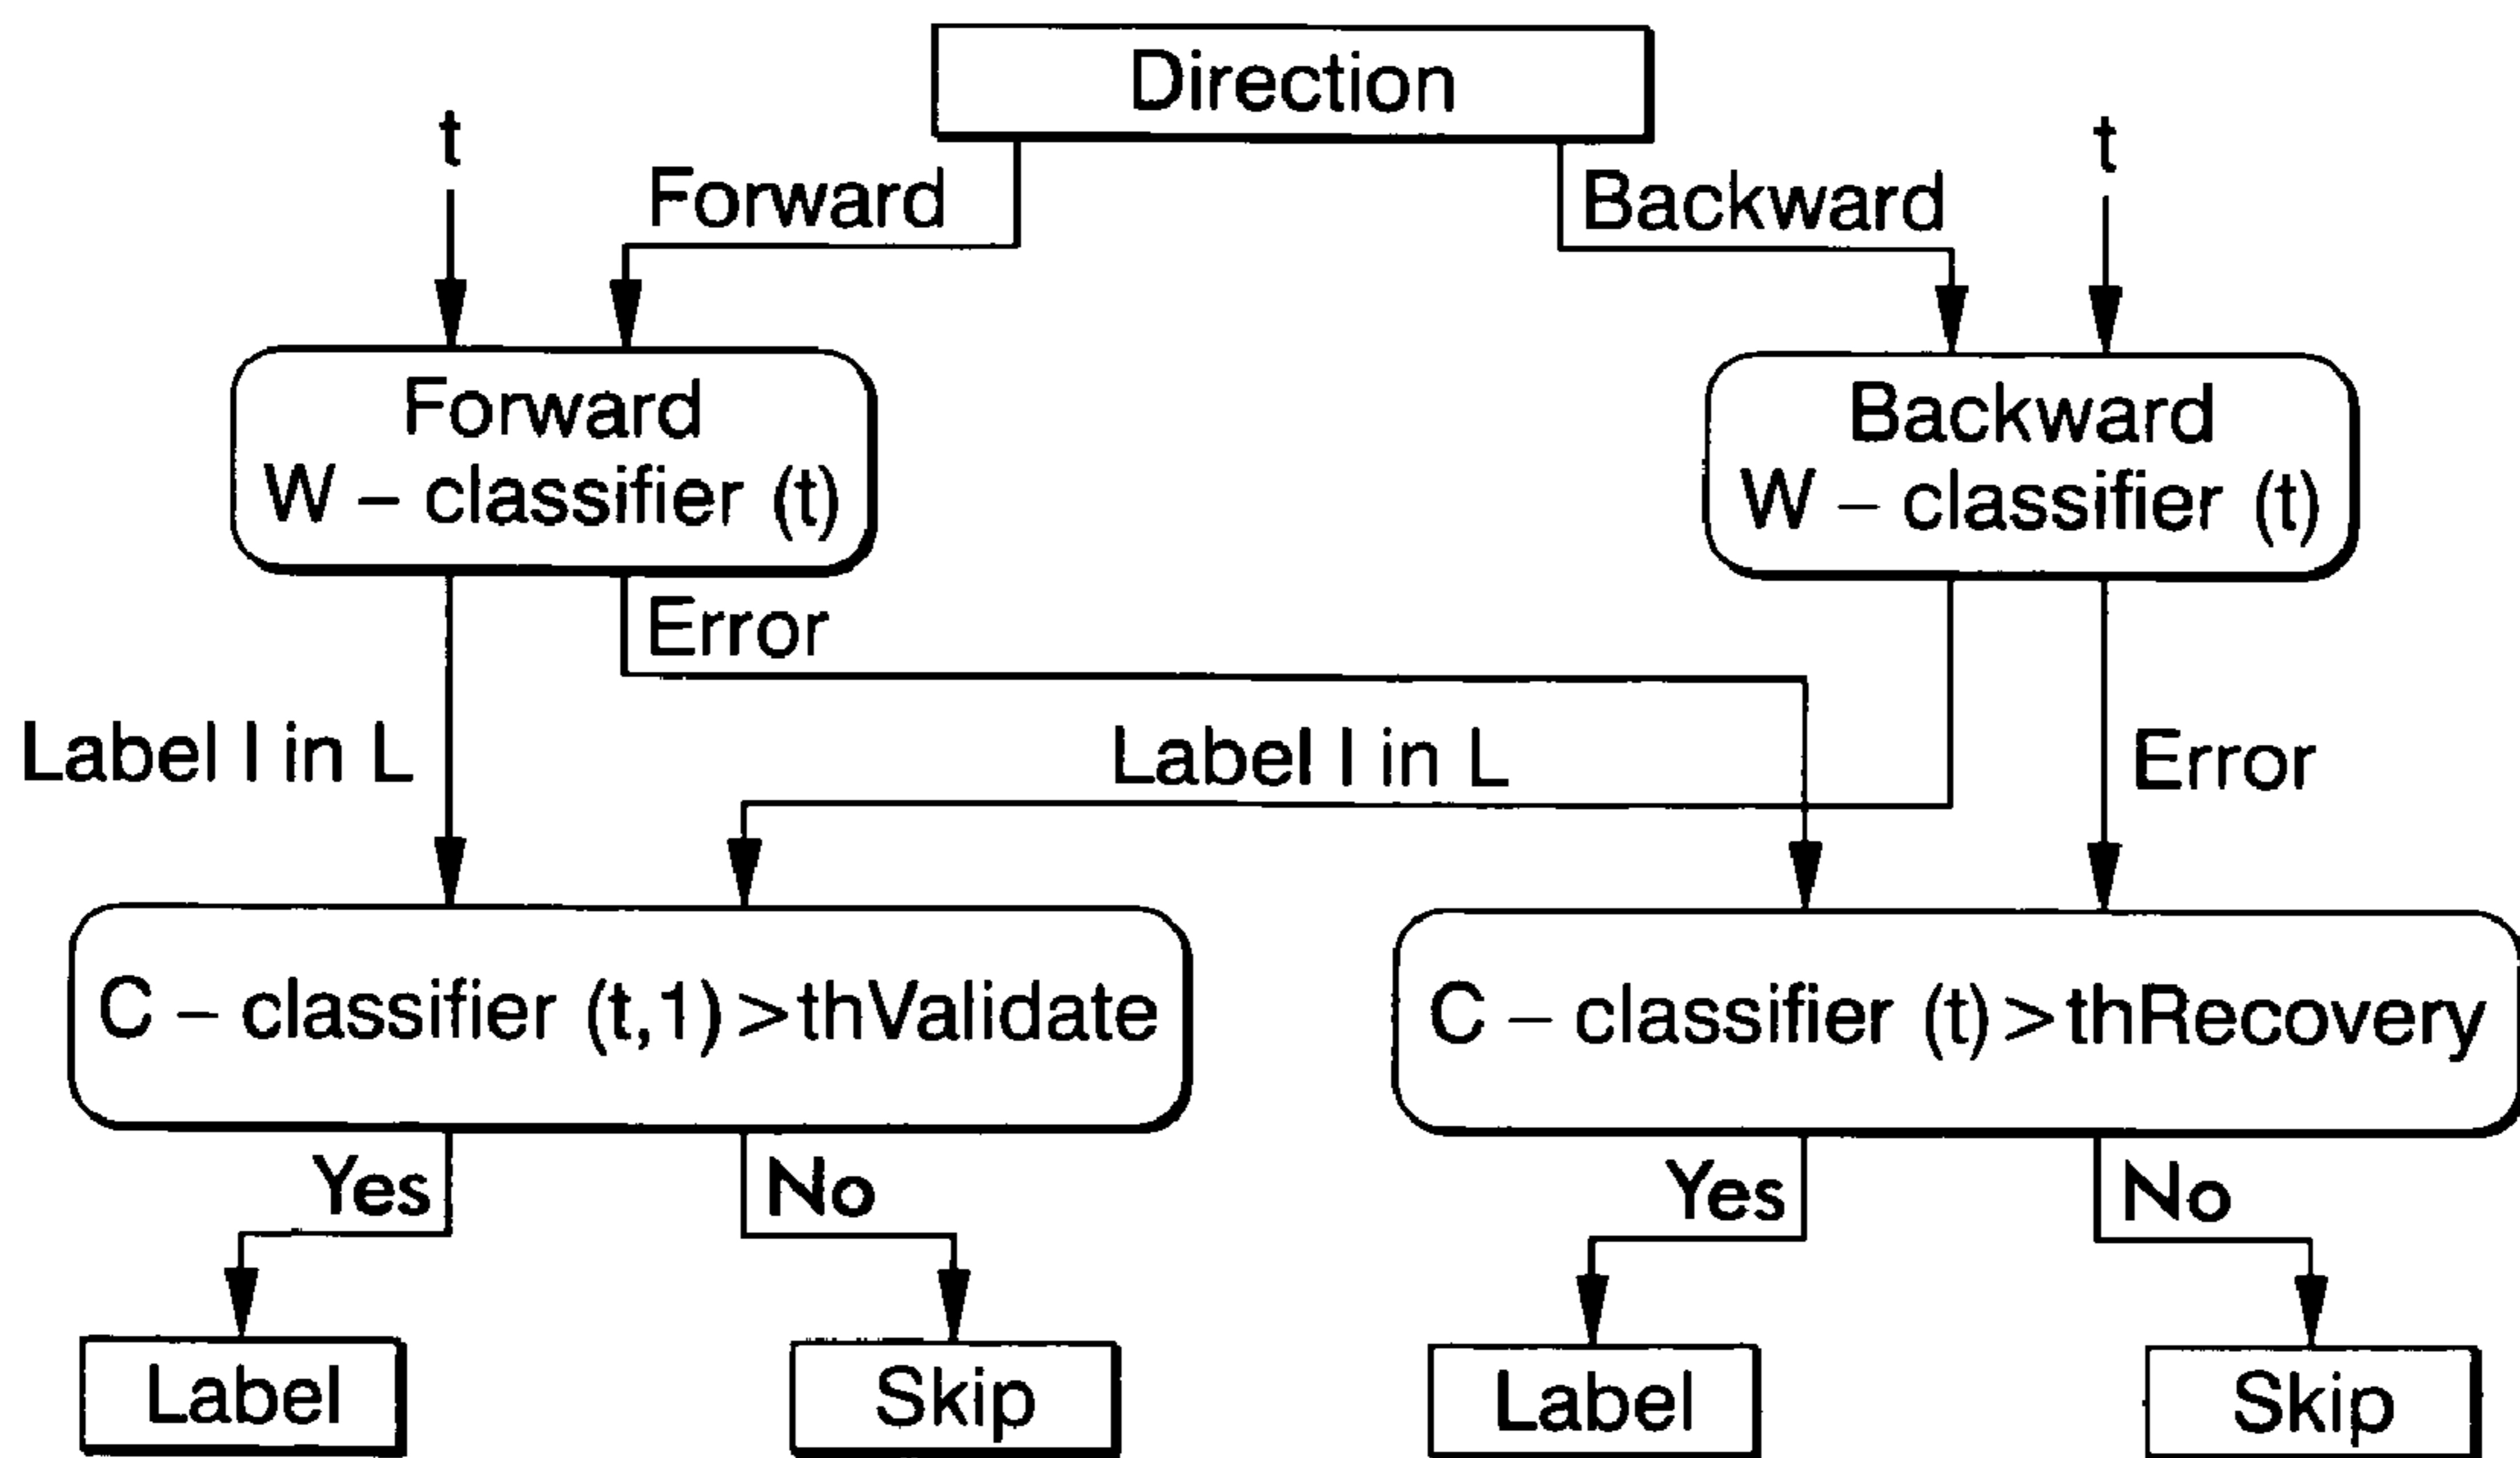 Direction
t
Forward
Backward
t
Forward
W – classifier (t)
Backward
W – classifier (t)
Error
Label l in L
Label l in L
Error
C – classifier (t,1) >thValidate
C – classifier (t) >thRecovery
Yes
No
Yes
No
Label
Skip
Label
Skip